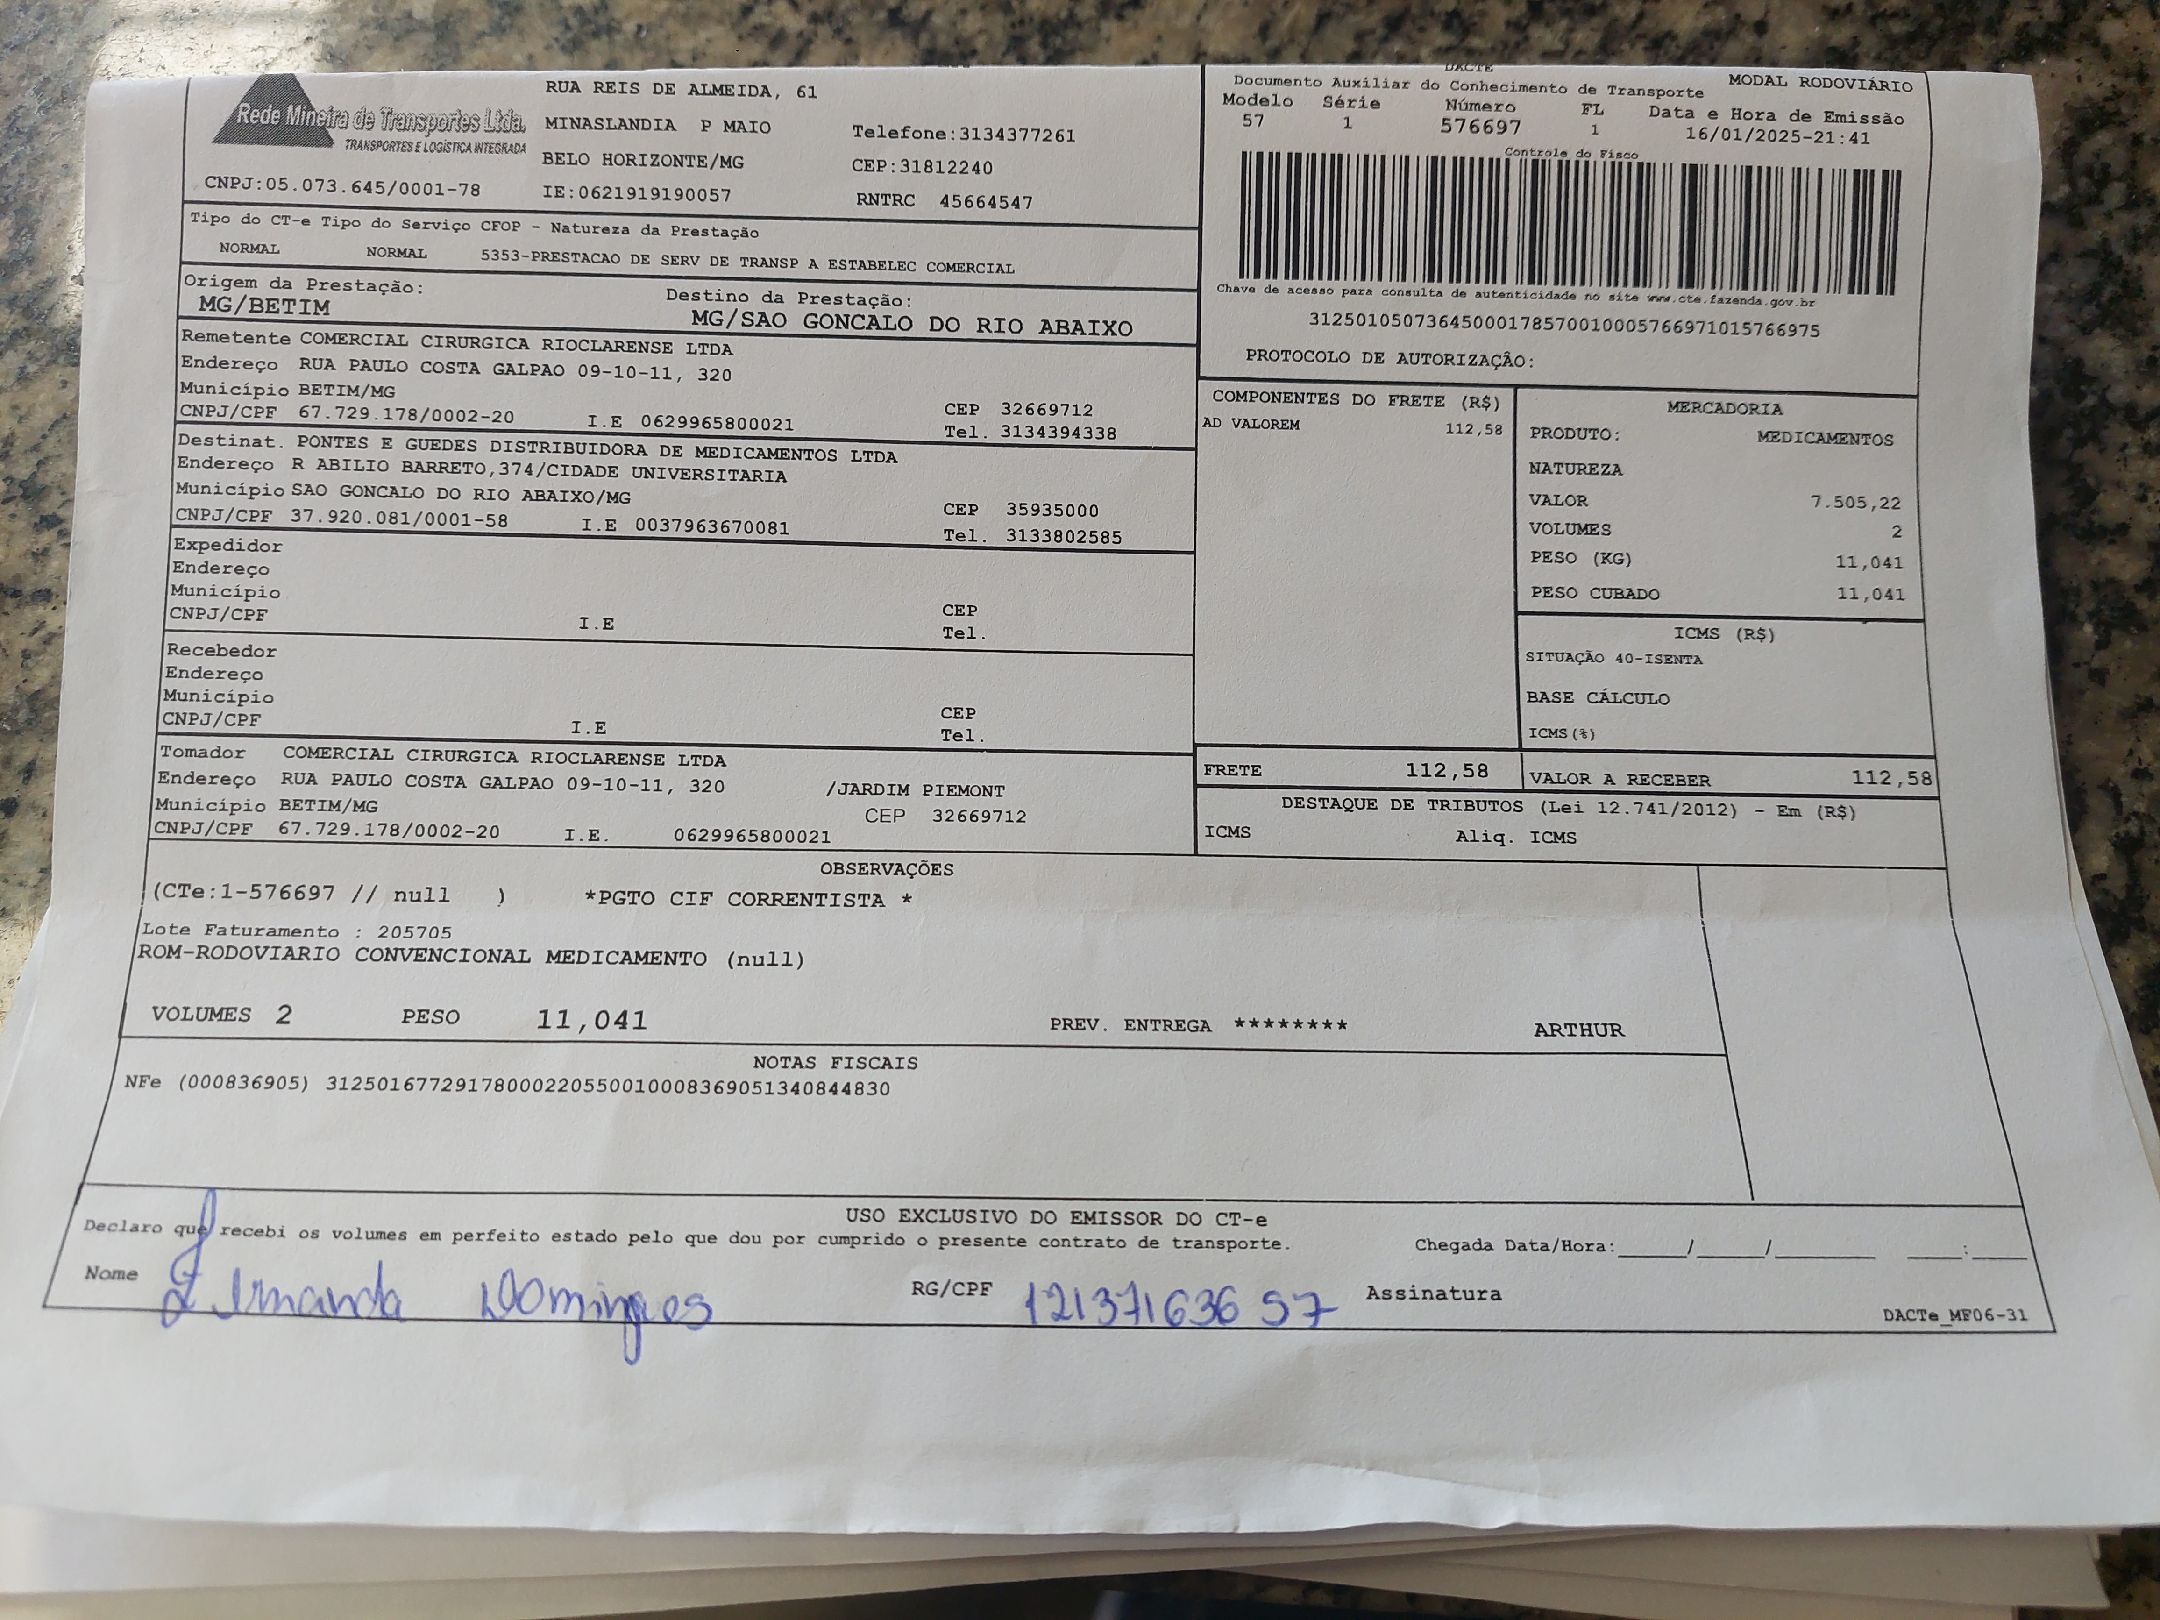 Rede Mineira de Transportes Ltda.
TRANSPORTES E LOGÍSTICA INTEGRADA
CNPJ:05.073.645/0001-78
RUA REIS DE ALMEIDA, 61
MINASLANDIA P MAIO
BELO HORIZONTE/MG
IE:0621919190057
Telefone:3134377261
CEP:31812240
RNTRC 45664547
DACTE
Documento Auxiliar do Conhecimento de Transporte
MODAL RODOVIÁRIO
Modelo Série Número FL Data e Hora de Emissão
57 1 576697 1 16/01/2025-21:41
Controle do Fisco
Chave de acesso para consulta de autenticidade no site www.cte.fazenda.gov.br
31250105073645000178570010005766971015766975
PROTOCOLO DE AUTORIZAÇÂO:
Tipo do CT-e Tipo do Serviço CFOP - Natureza da Prestação
NORMAL NORMAL 5353-PRESTACAO DE SERV DE TRANSP A ESTABELEC COMERCIAL
Origem da Prestação: Destino da Prestação:
MG/BETIM MG/SAO GONCALO DO RIO ABAIXO
Remetente COMERCIAL CIRURGICA RIOCLARENSE LTDA
Endereço RUA PAULO COSTA GALPAO 09-10-11, 320
Município BETIM/MG CEP 32669712
CNPJ/CPF 67.729.178/0002-20 I.E 0629965800021 Tel. 3134394338
Destinat. PONTES E GUEDES DISTRIBUIDORA DE MEDICAMENTOS LTDA
Endereço R ABILIO BARRETO,374/CIDADE UNIVERSITARIA
Município SAO GONCALO DO RIO ABAIXO/MG CEP 35935000
CNPJ/CPF 37.920.081/0001-58 I.E 0037963670081 Tel. 3133802585
Expedidor
Endereço
Município CEP
CNPJ/CPF I.E Tel.
Recebedor
Endereço
Município CEP
CNPJ/CPF I.E Tel.
Tomador COMERCIAL CIRURGICA RIOCLARENSE LTDA
Endereço RUA PAULO COSTA GALPAO 09-10-11, 320 /JARDIM PIEMONT
Município BETIM/MG CEP 32669712
CNPJ/CPF 67.729.178/0002-20 I.E. 0629965800021
COMPONENTES DO FRETE (R$)
AD VALOREM 112,58
MERCADORIA
PRODUTO: MEDICAMENTOS
NATUREZA
VALOR 7.505,22
VOLUMES 2
PESO (KG) 11,041
PESO CUBADO 11,041
ICMS (R$)
SITUAÇÃO 40-ISENTA
BASE CÁLCULO
ICMS(%)
FRETE 112,58 VALOR A RECEBER 112,58
DESTAQUE DE TRIBUTOS (Lei 12.741/2012) - Em (R$)
ICMS Aliq. ICMS
OBSERVAÇÕES
(CTe:1-576697 // null ) *PGTO CIF CORRENTISTA *
Lote Faturamento : 205705
ROM-RODOVIARIO CONVENCIONAL MEDICAMENTO (null)
VOLUMES 2 PESO 11,041 PREV. ENTREGA ******** ARTHUR
NOTAS FISCAIS
NFe (000836905) 31250167729178000220550010008369051340844830
USO EXCLUSIVO DO EMISSOR DO CT-e
Declaro que recebi os volumes em perfeito estado pelo que dou por cumprido o presente contrato de transporte. Chegada Data/Hora:_____/_____/_________ ____:____
Nome Fernanda Domingos RG/CPF 12137163657 Assinatura
DACTe_MF06-31